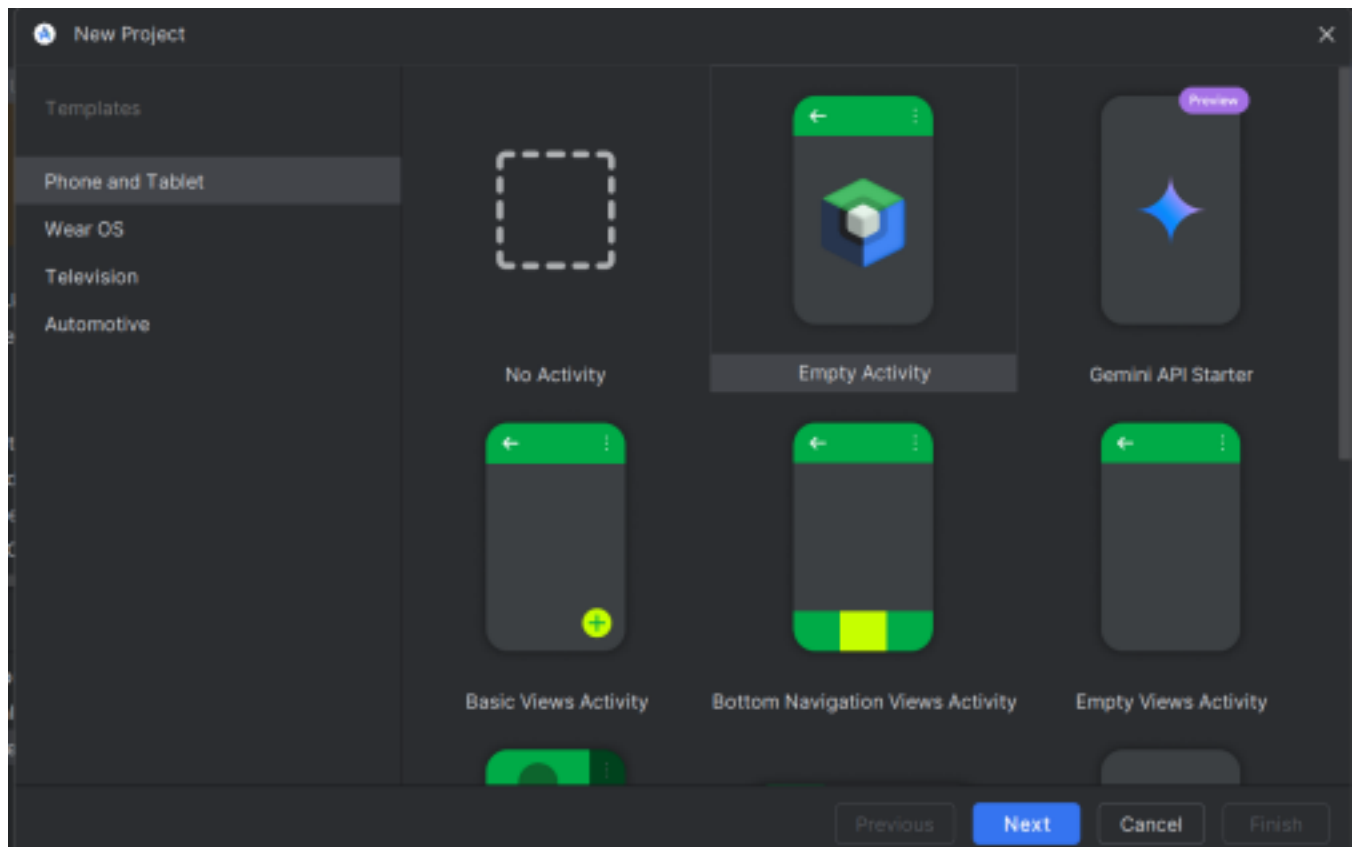 New Project
Templates
Phone and Tablet
Wear OS
Television
Automotive
Preview
No Activity
Empty Activity
Gemini API Starter
Basic Views Activity
Bottom Navigation Views Activity
Empty Views Activity
Previous
Next
Cancel
Finish